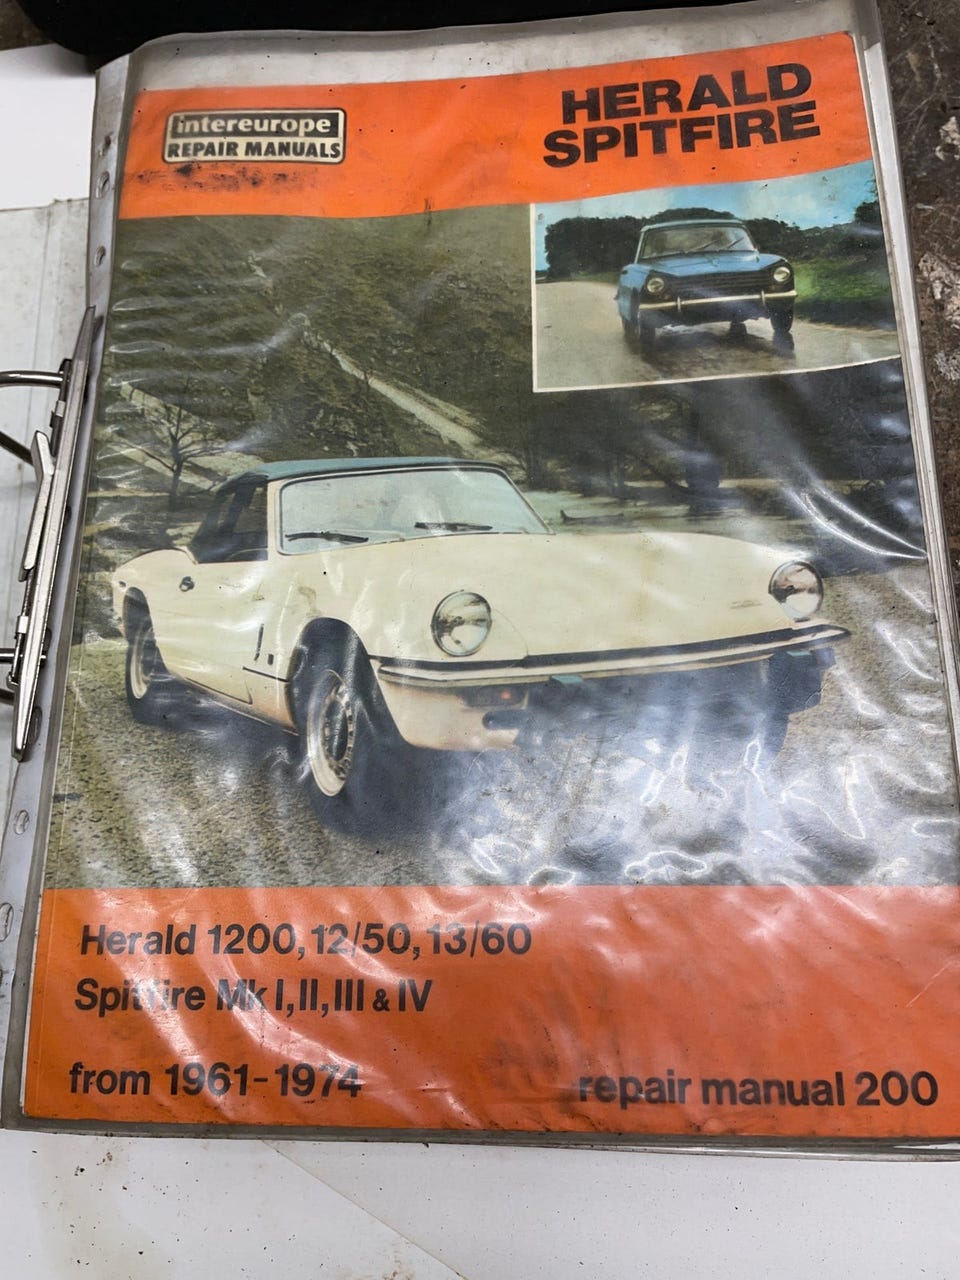 intereurope
REPAIR MANUALS
HERALD
SPITFIRE
Herald 1200, 12/50, 13/60
Spitfire Mk I, II, III & IV
from 1961-1974
repair manual 200